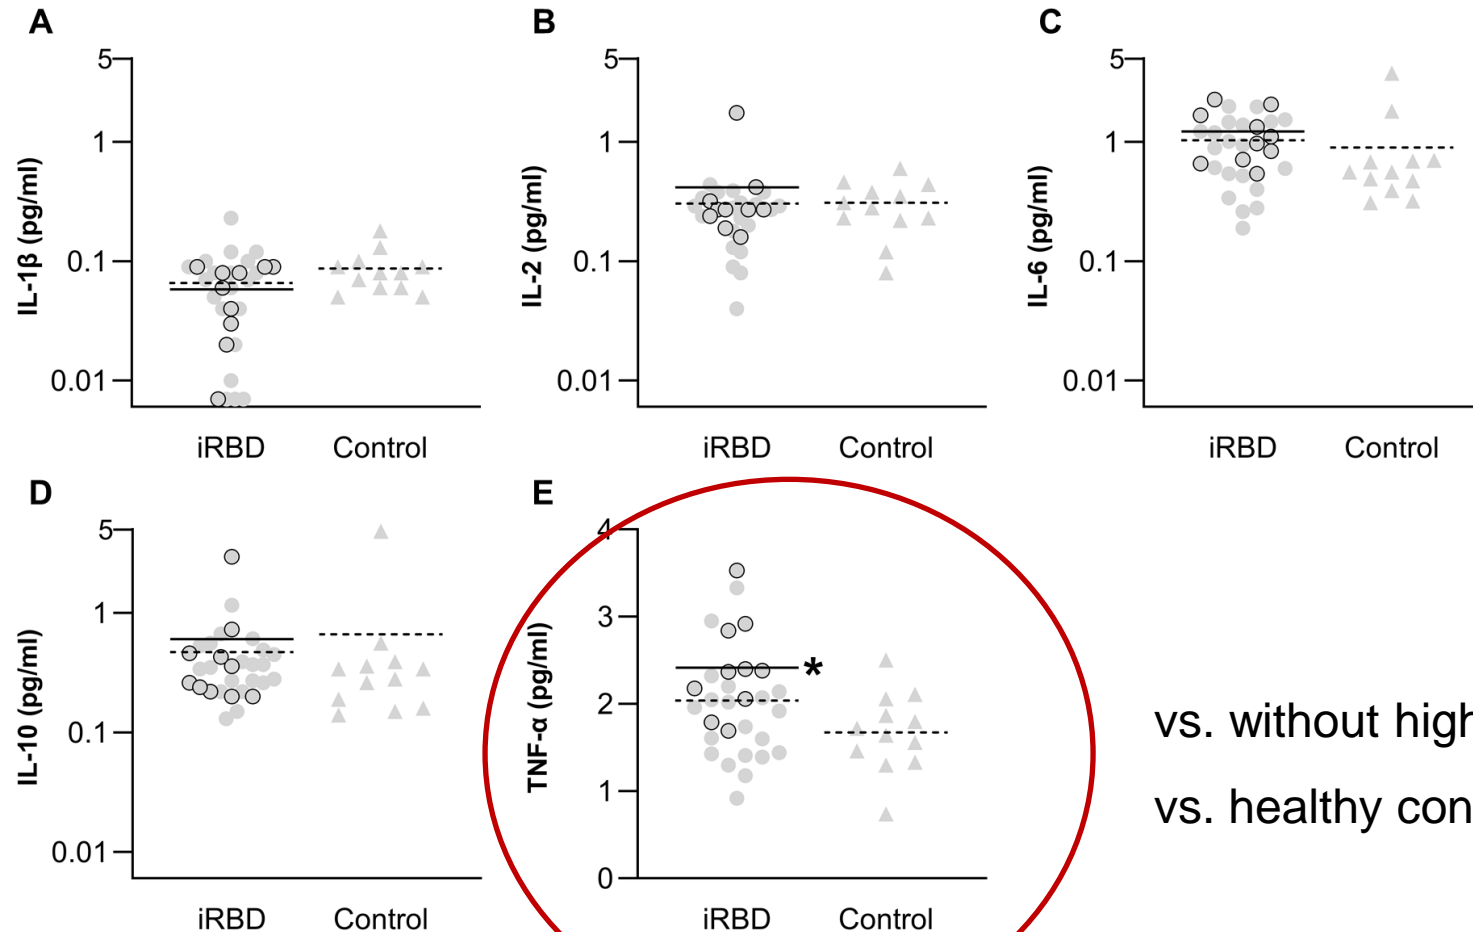 A
IL-1β (pg/ml)
5
1
0.1
0.01
iRBD Control
B
IL-2 (pg/ml)
5
1
0.1
0.01
iRBD Control
C
IL-6 (pg/ml)
5
1
0.1
0.01
iRBD Control
D
IL-10 (pg/ml)
5
1
0.1
0.01
iRBD Control
E
TNF-α (pg/ml)
4
3
2
1
0
*
iRBD Control
vs. without high
vs. healthy con